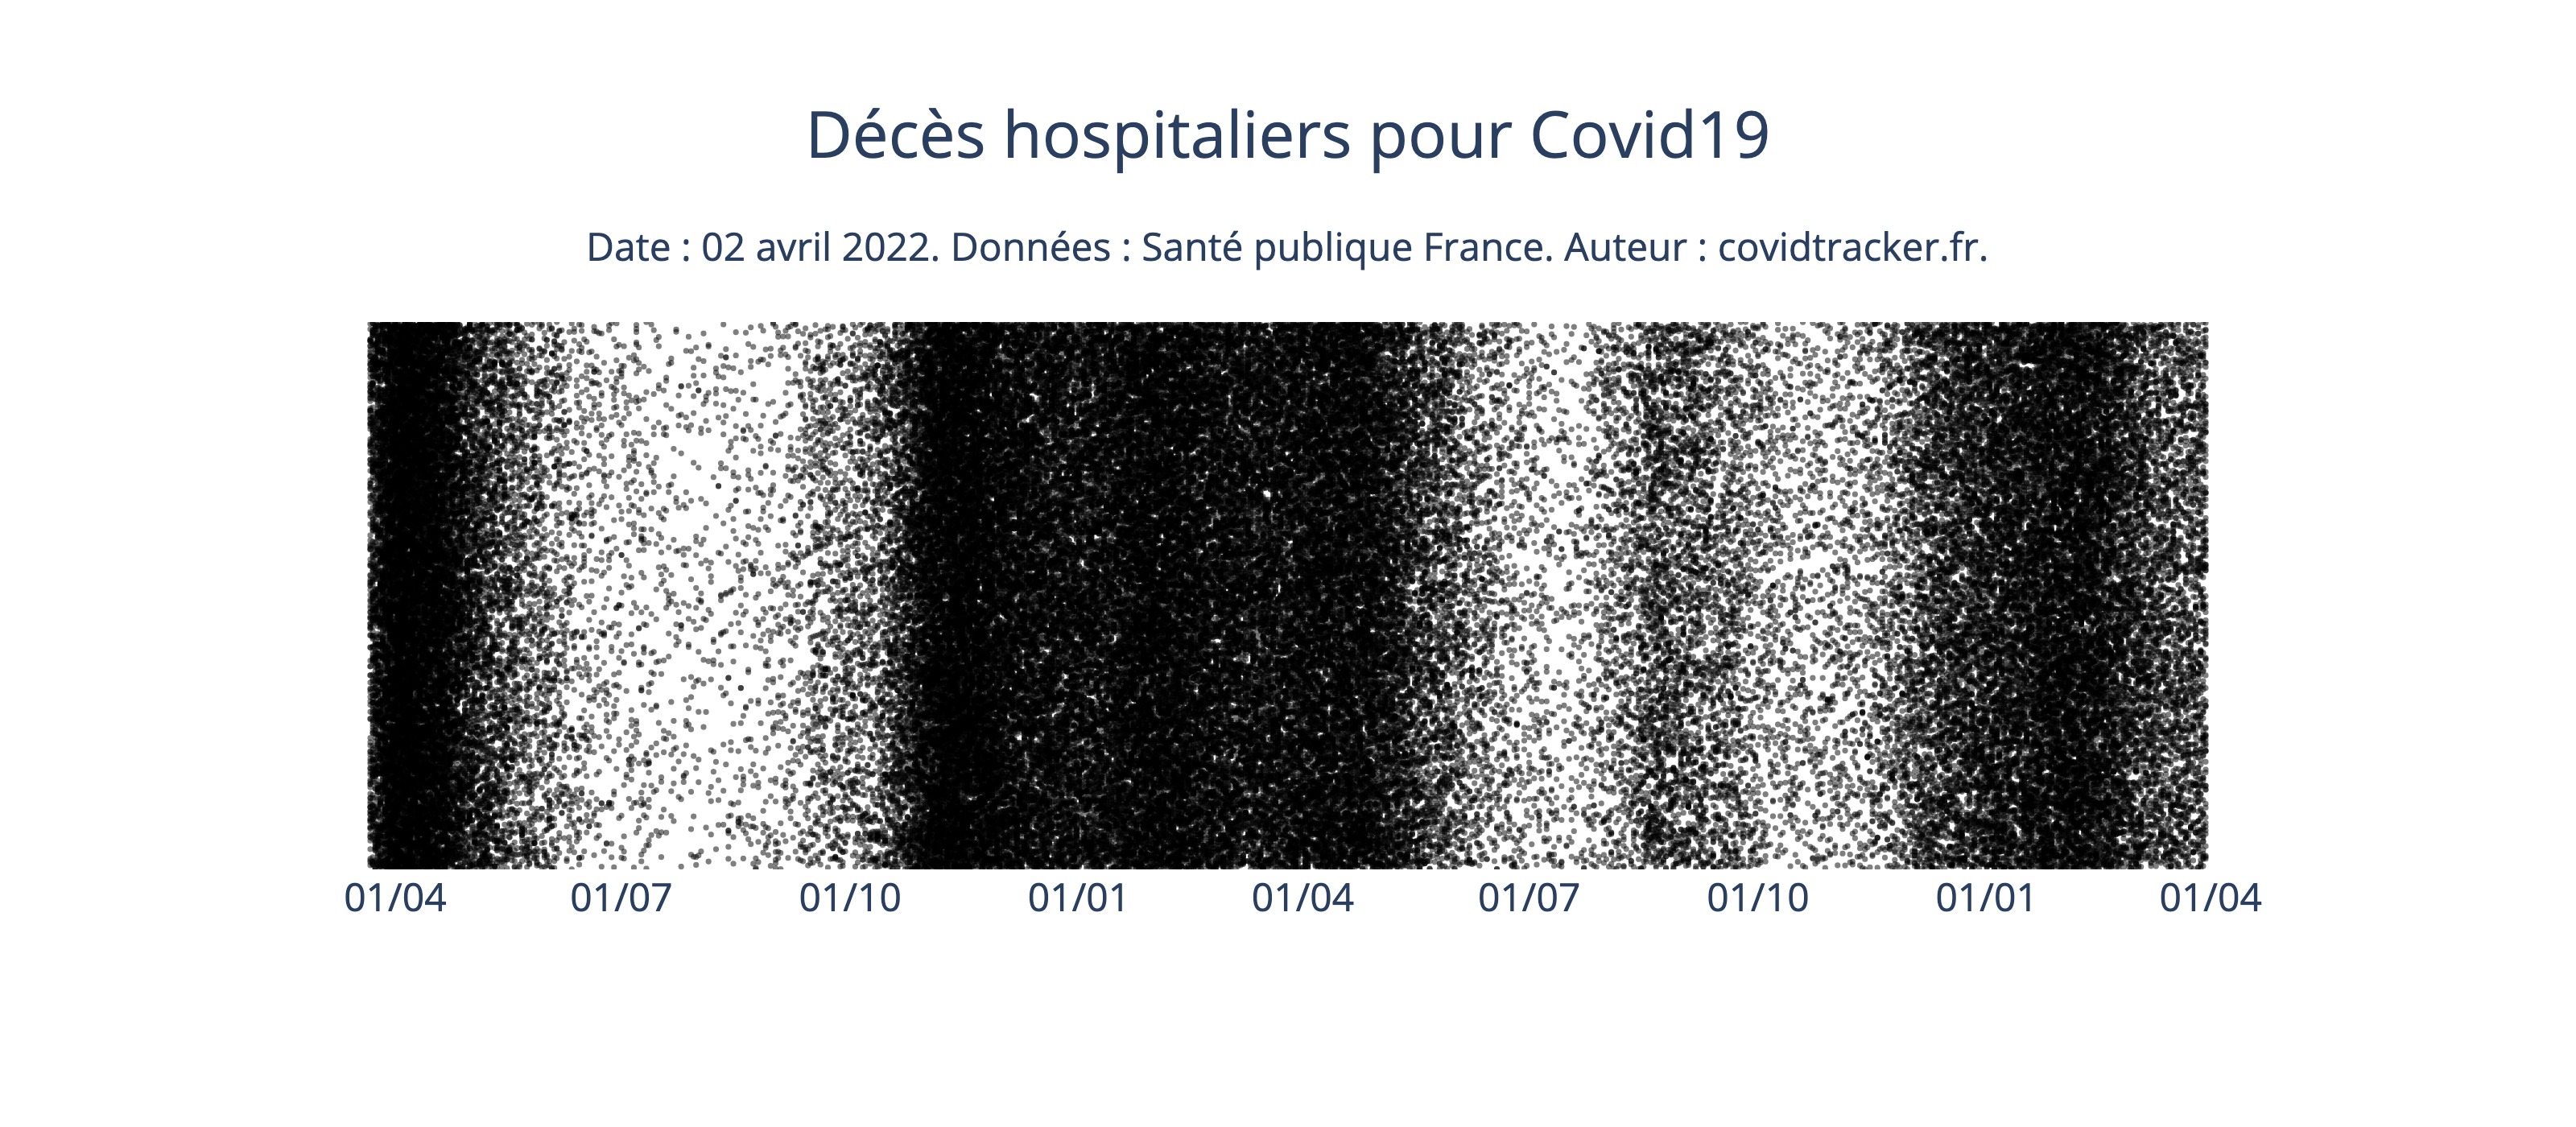 Décès hospitaliers pour Covid19
Date : 02 avril 2022. Données : Santé publique France. Auteur : covidtracker.fr.
01/04 01/07 01/10 01/01 01/04 01/07 01/10 01/01 01/04